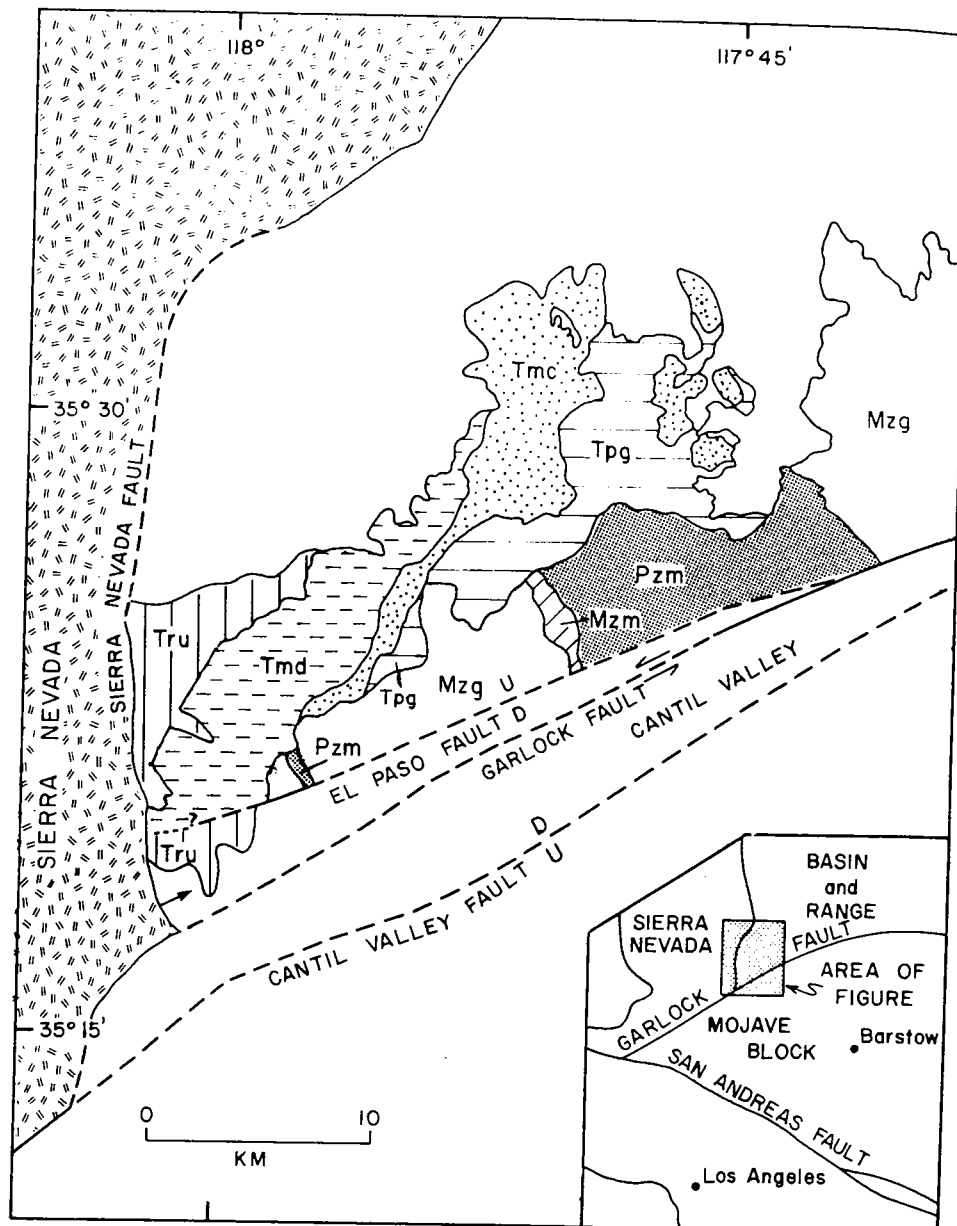 118°
117° 45'
35° 30'
SIERRA NEVADA FAULT
SIERRA NEVADA
Tmc
Mzg
Tpg
Pzm
Mzm
Tru
Tmd
Tpg
Mzg
U
Pzm
EL PASO FAULT D
GARLOCK FAULT
CANTIL VALLEY
?
Tru
D
CANTIL VALLEY FAULT U
35° 15'
0 10
KM
BASIN
and
RANGE
SIERRA
NEVADA
FAULT
AREA OF
FIGURE
GARLOCK
MOJAVE
BLOCK
Barstow
SAN ANDREAS FAULT
Los Angeles